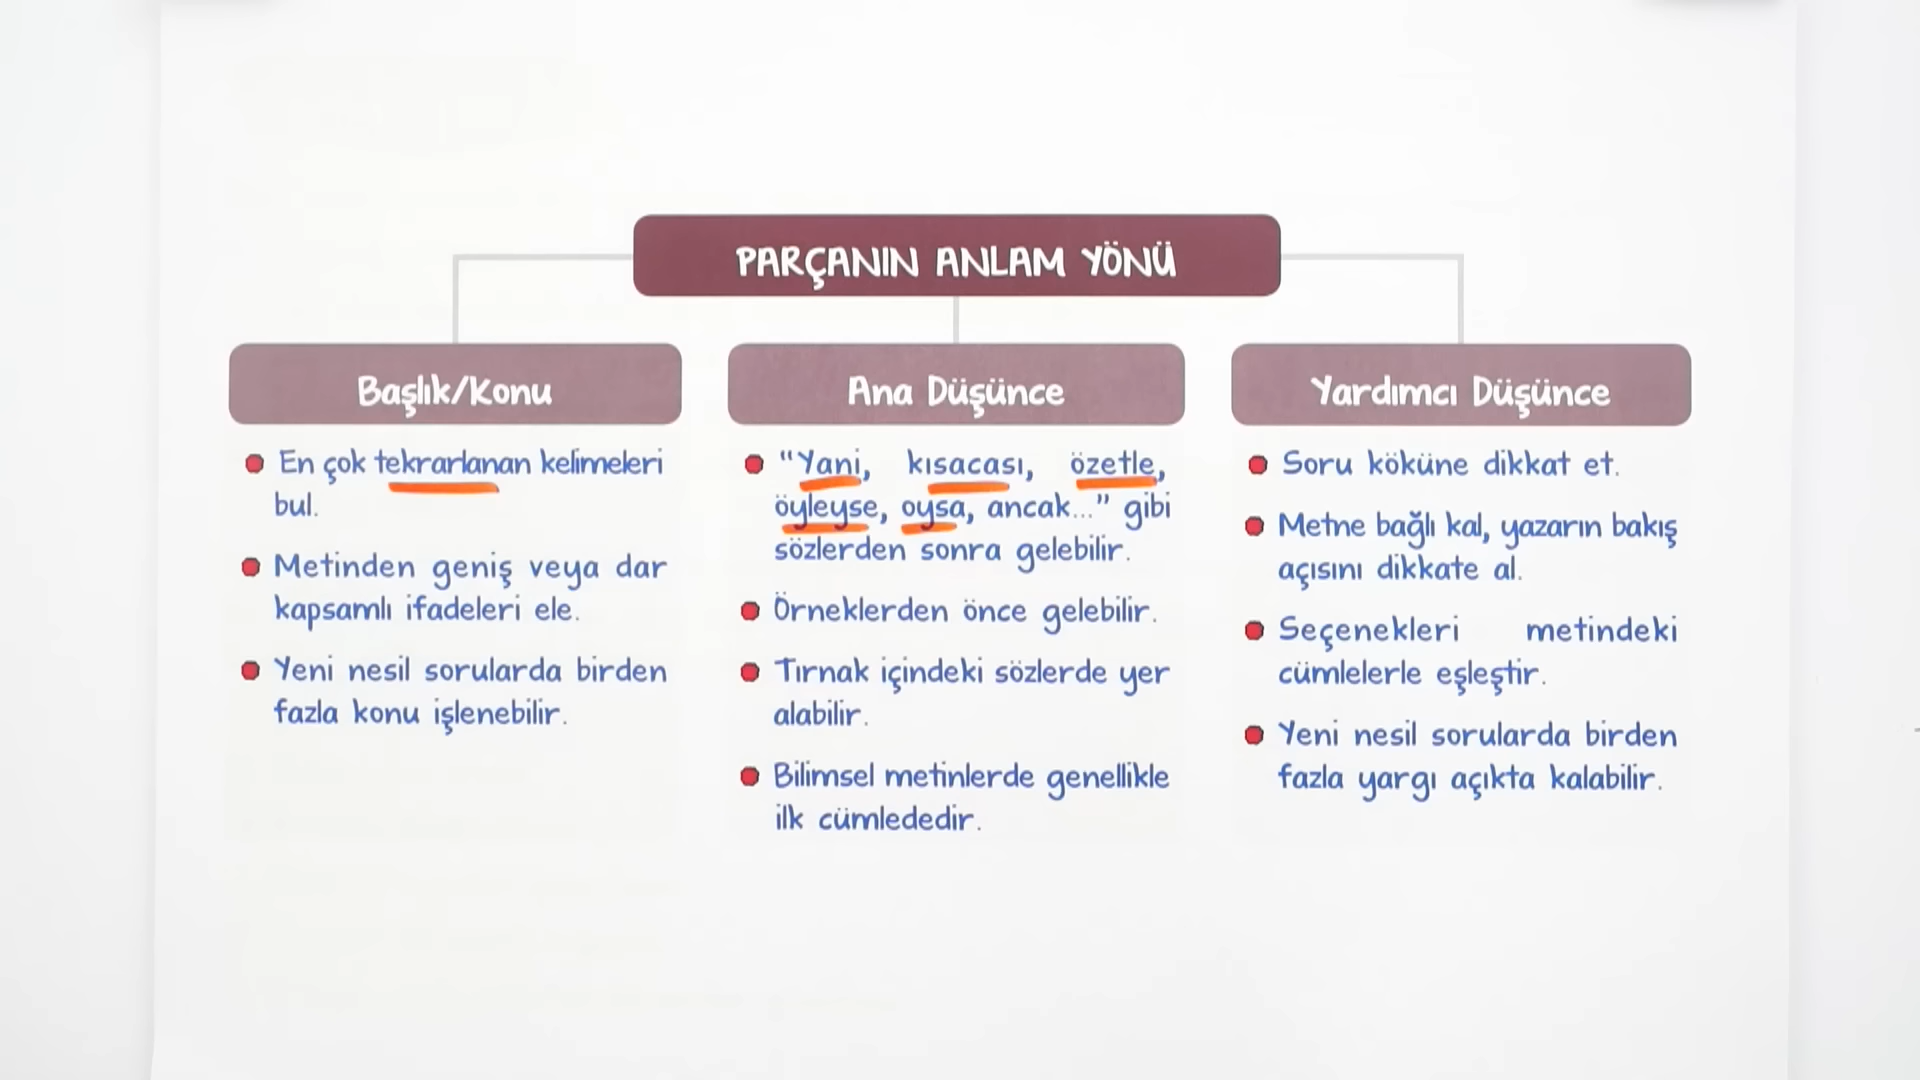 PARÇANIN ANLAM YÖNÜ
Başlık/Konu
En çok tekrarlanan kelimeleri
bul.
Metinden geniş veya dar
kapsamlı ifadeleri ele.
Yeni nesil sorularda birden
fazla konu işlenebilir.
Ana Düşünce
“Yani, kısacası, özetle,
öyleyse, oysa, ancak...” gibi
sözlerden sonra gelebilir.
Örneklerden önce gelebilir.
Tırnak içindeki sözlerde yer
alabilir.
Bilimsel metinlerde genellikle
ilk cümlededir.
Yardımcı Düşünce
Soru köküne dikkat et.
Metne bağlı kal, yazarın bakış
açısını dikkate al.
Seçenekleri metindeki
cümlelerle eşleştir.
Yeni nesil sorularda birden
fazla yargı açıkta kalabilir.